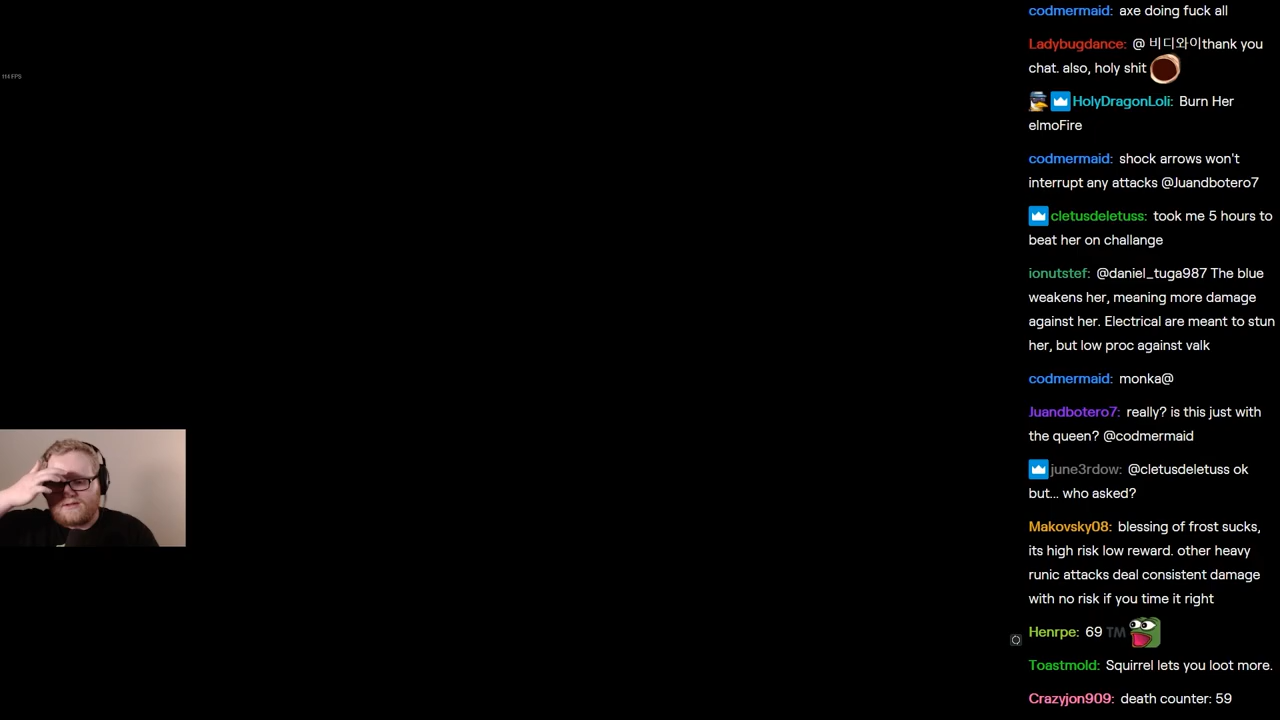 codmermaid: axe doing fuck all
114 FPS
Ladybugdance: @ 비디와이thank you
chat. also, holy shit
HolyDragonLoli: Burn Her
elmoFire
codmermaid: shock arrows won't
interrupt any attacks @Juandbotero7
cletusdeletuss: took me 5 hours to
beat her on challange
ionutstef: @daniel_tuga987 The blue
weakens her, meaning more damage
against her. Electrical are meant to stun
her, but low proc against valk
codmermaid: monka@
Juandbotero7: really? is this just with
the queen? @codmermaid
june3rdow: @cletusdeletuss ok
but... who asked?
Makovsky08: blessing of frost sucks,
its high risk low reward. other heavy
runic attacks deal consistent damage
with no risk if you time it right
Henrpe: 69 TM
Toastmold: Squirrel lets you loot more.
Crazyjon909: death counter: 59